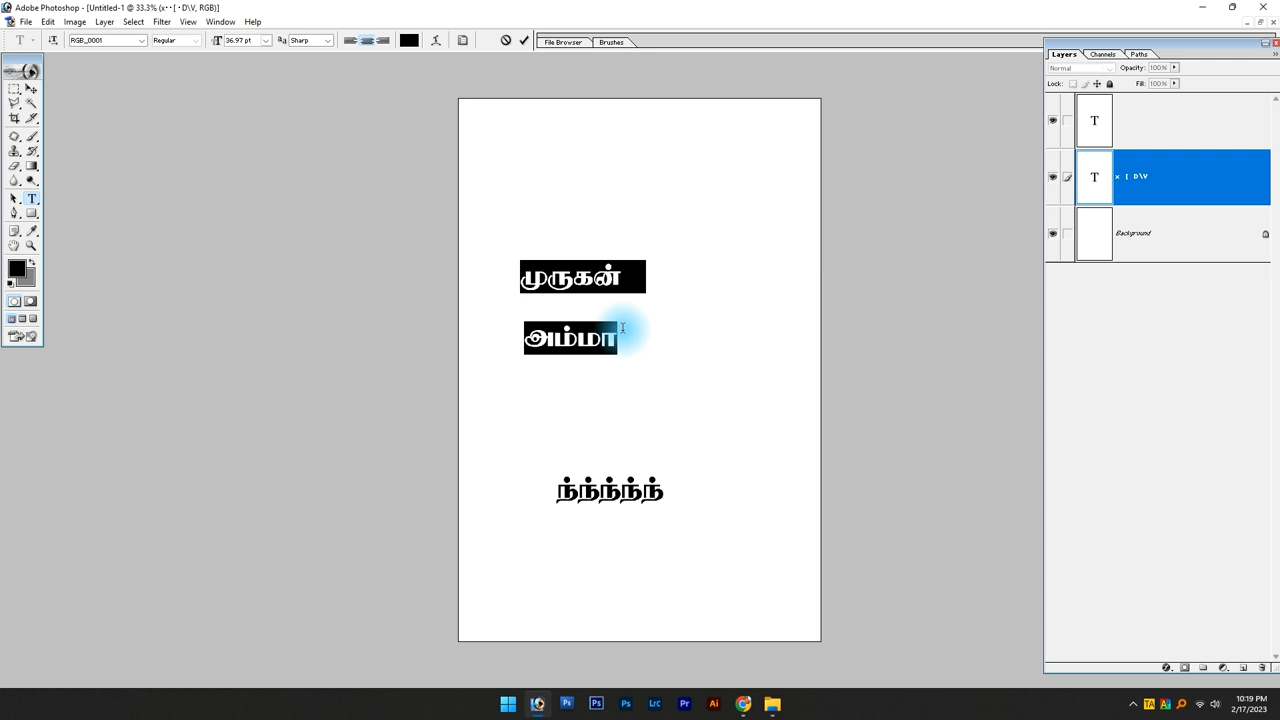 Adobe Photoshop - [Untitled-1 @ 33.3% (x··[·D\V, RGB)]
File Edit Image Layer Select Filter View Window Help
RGB_0001 Regular 36.97 pt Sharp File Browser Brushes
Layers Channels Paths
Normal Opacity: 100%
Lock: Fill: 100%
T
T x [ D\V
Background
முருகன்
அம்மா
ந்ந்ந்ந்ந்
10:19 PM
2/17/2023